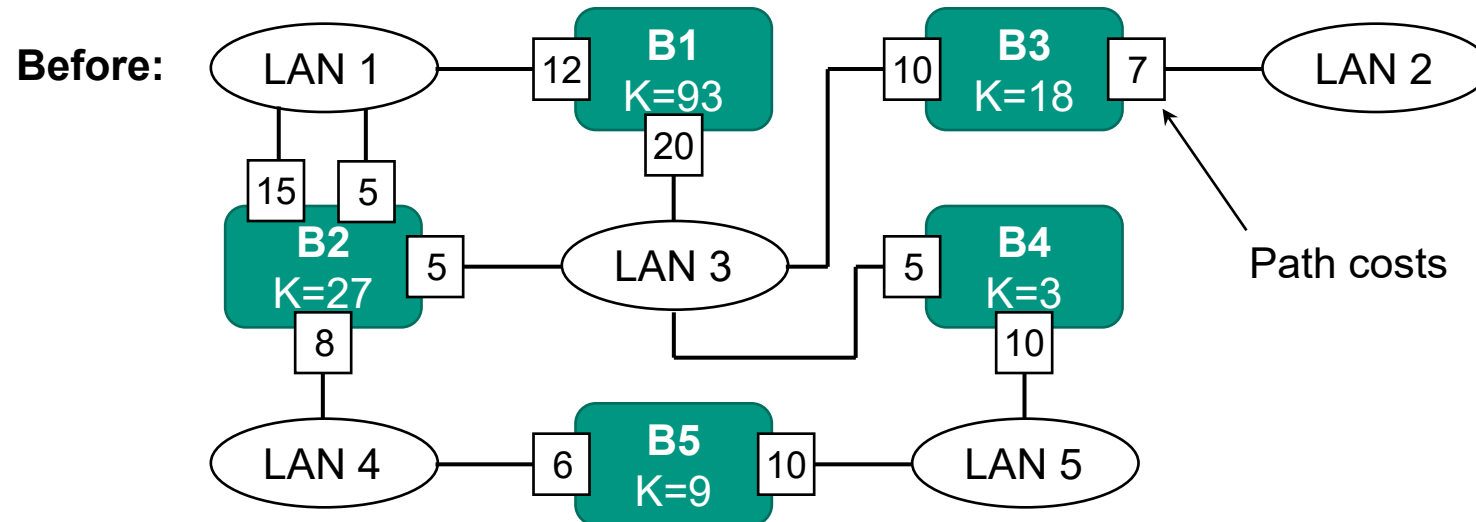 Before:
LAN 1
12
B1
K=93
20
10
B3
K=18
7
LAN 2
15
5
B2
K=27
5
8
LAN 3
5
B4
K=3
10
Path costs
LAN 4
6
B5
K=9
10
LAN 5